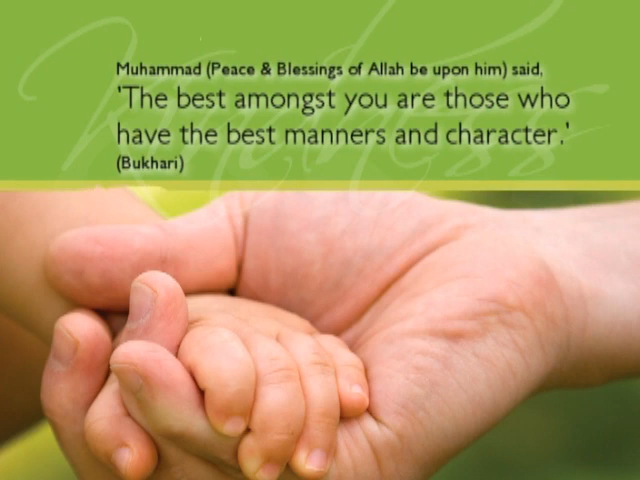 Kindness
Muhammad (Peace & Blessings of Allah be upon him) said,
'The best amongst you are those who
have the best manners and character.'
(Bukhari)